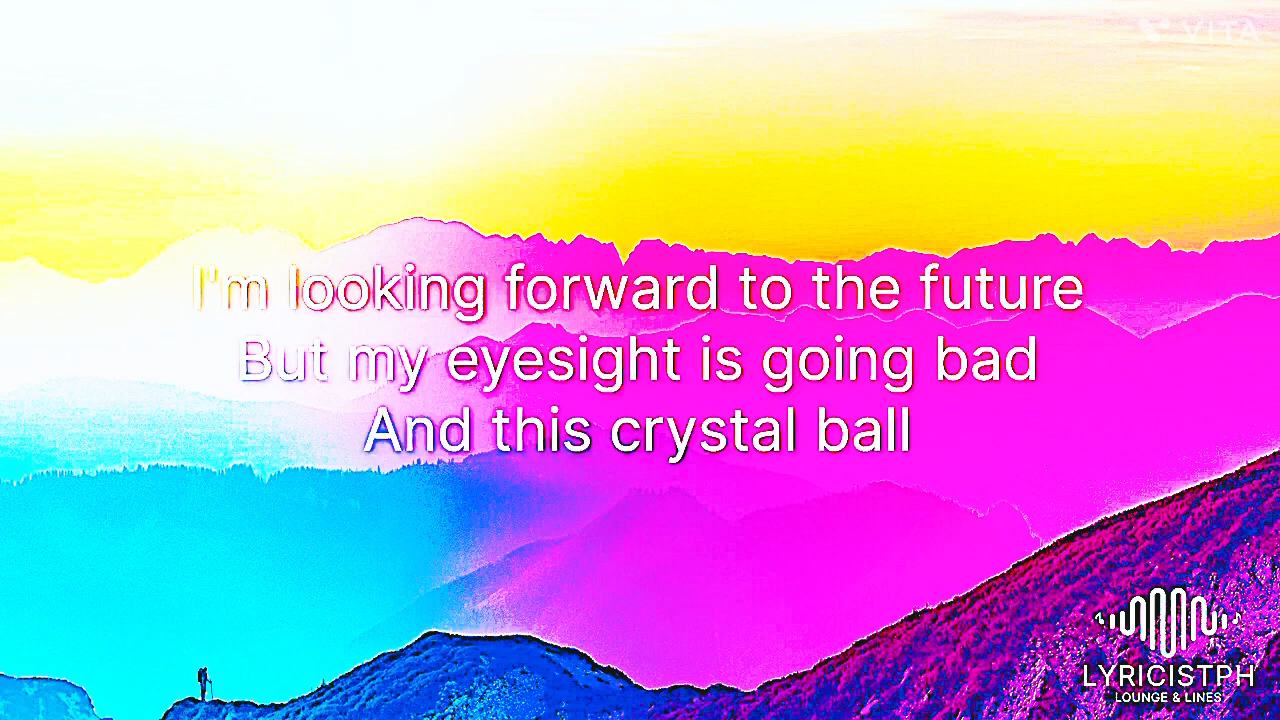 VITA
I'm looking forward to the future
But my eyesight is going bad
And this crystal ball
LYRICISTPH
LOUNGE & LINES